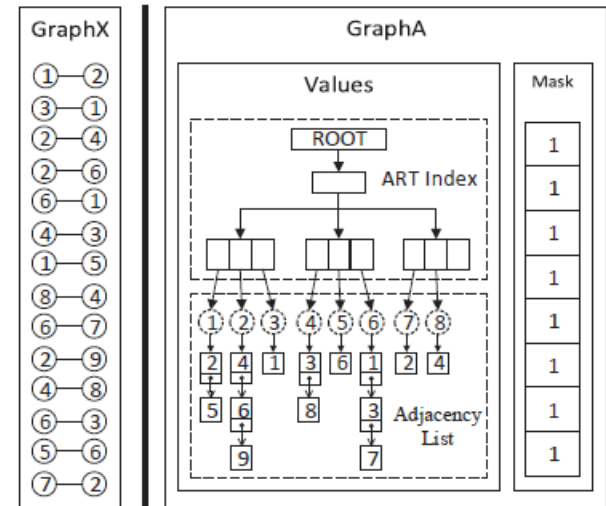 GraphX
1 2
3 1
2 4
2 6
6 1
4 3
1 5
8 4
6 7
2 9
4 8
6 3
5 6
7 2
GraphA
Values
ROOT
ART Index
1 2 3 4 5 6 7 8
2 4 1 3 6 1 2 4
5 6 8 3
9 7
Adjacency
List
Mask
1
1
1
1
1
1
1
1